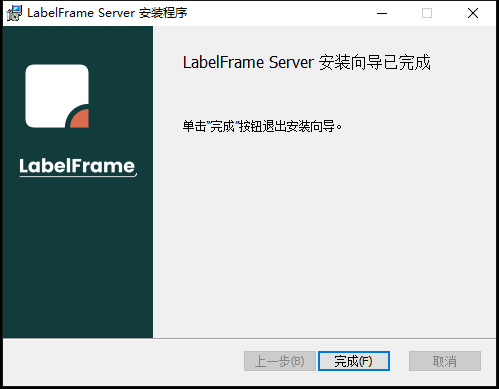 LabelFrame Server 安装程序
LabelFrame Server 安装向导已完成
单击"完成"按钮退出安装向导。
LabelFrame
上一步(B)
完成(F)
取消